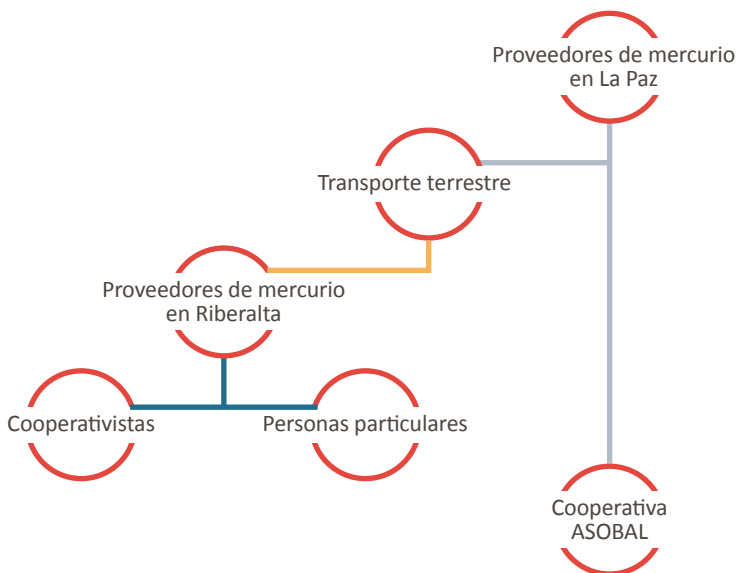 Proveedores de mercurio
en La Paz
Transporte terrestre
Proveedores de mercurio
en Riberalta
Cooperativistas
Personas particulares
Cooperativa
ASOBAL